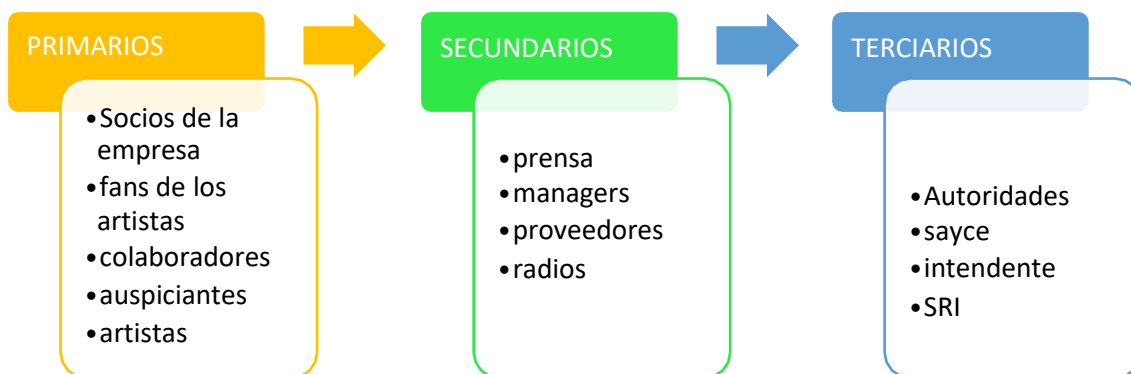 PRIMARIOS
•Socios de la
empresa
•fans de los
artistas
•colaboradores
•auspiciantes
•artistas
SECUNDARIOS
•prensa
•managers
•proveedores
•radios
TERCIARIOS
•Autoridades
•sayce
•intendente
•SRI